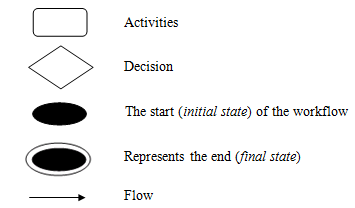 Activities
Decision
The start (initial state) of the workflow
Represents the end (final state)
Flow